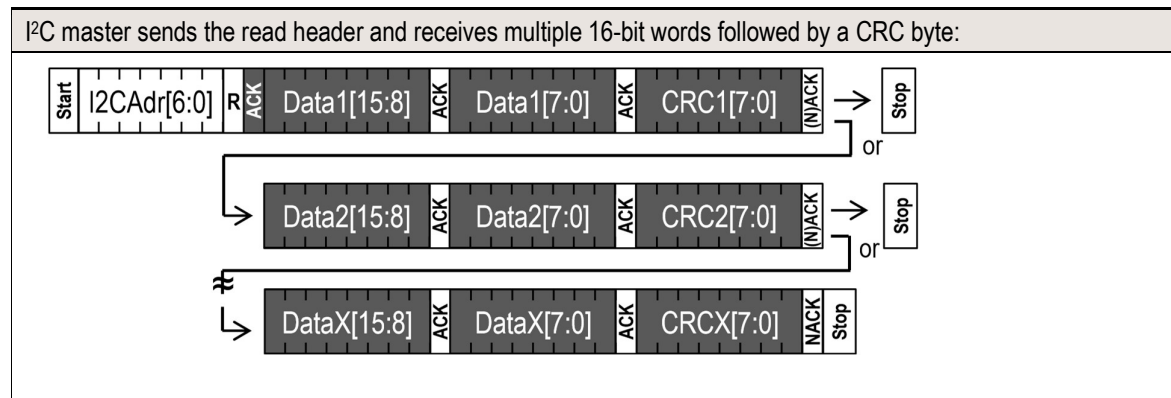 I²C master sends the read header and receives multiple 16-bit words followed by a CRC byte:
Start I2CAdr[6:0] R ACK Data1[15:8] ACK Data1[7:0] ACK CRC1[7:0] (N)ACK Stop
or
Data2[15:8] ACK Data2[7:0] ACK CRC2[7:0] (N)ACK Stop
or
DataX[15:8] ACK DataX[7:0] ACK CRCX[7:0] NACK Stop